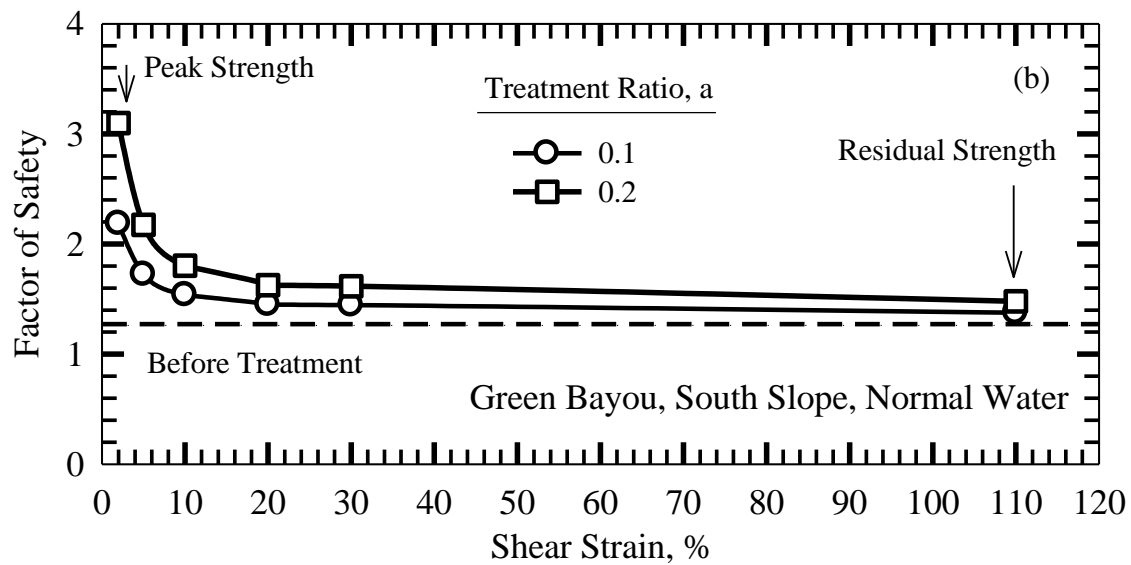 4
Peak Strength
(b)
Treatment Ratio, a
3
0.1
Residual Strength
0.2
Factor of Safety
2
1
Before Treatment
Green Bayou, South Slope, Normal Water
0
0 10 20 30 40 50 60 70 80 90 100 110 120
Shear Strain, %